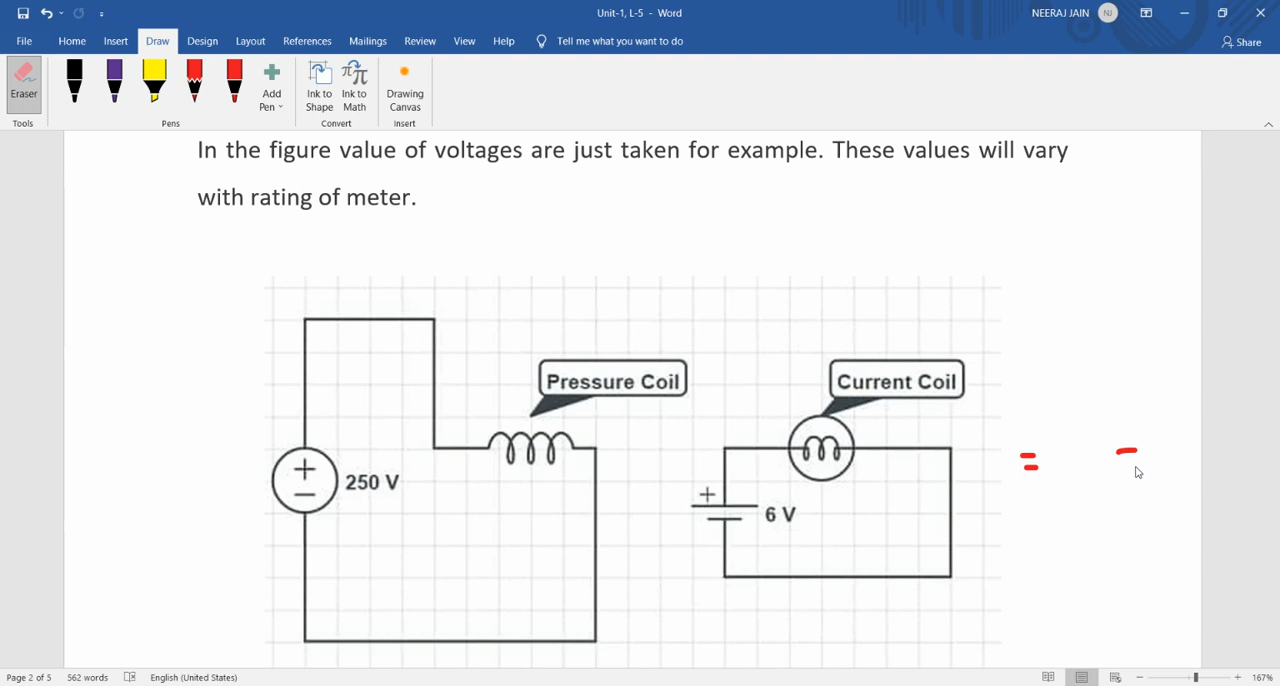 Unit-1, L-5 - Word
NEERAJ JAIN NJ
File Home Insert Draw Design Layout References Mailings Review View Help Tell me what you want to do Share
Eraser
Add Pen
Ink to Shape
Ink to Math
Drawing Canvas
Tools Pens Convert Insert
In the figure value of voltages are just taken for example. These values will vary
with rating of meter.
Pressure Coil Current Coil
+
− 250 V
+
6 V
=
Page 2 of 5 562 words English (United States) 167%